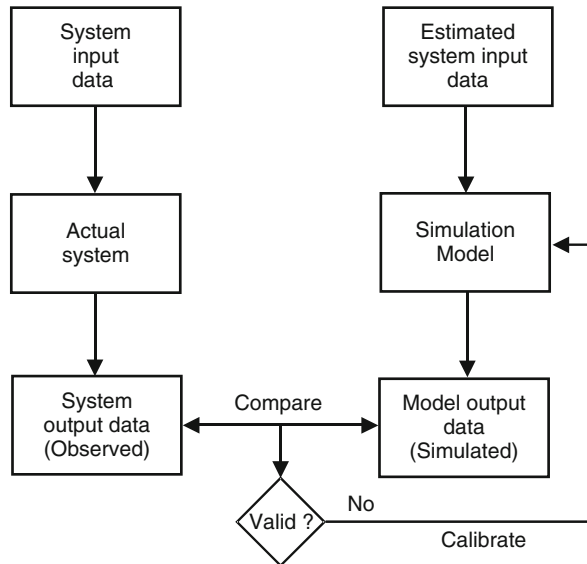 System
input
data
Estimated
system input
data
Actual
system
Simulation
Model
System
output data
(Observed)
Compare
Model output
data
(Simulated)
Valid ?
No
Calibrate